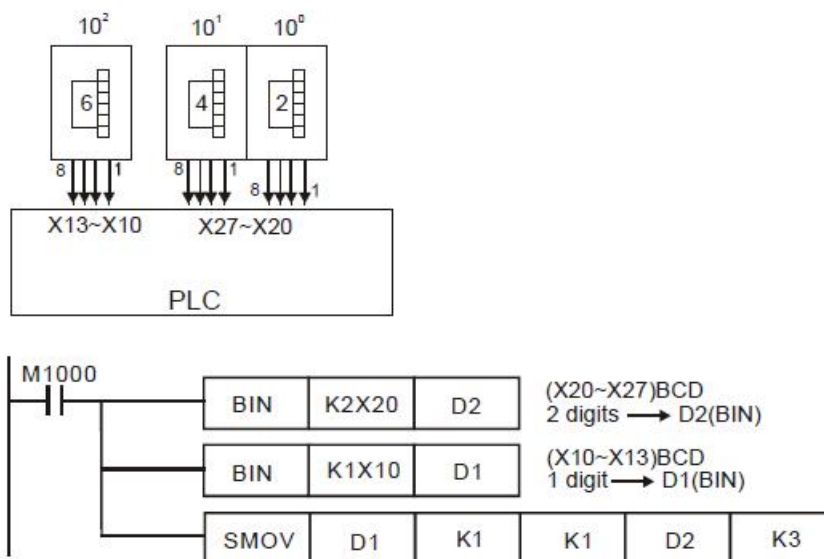 10² 10¹ 10⁰
6 4 2
8 1 8 1 8 1
X13~X10 X27~X20
PLC
M1000
BIN K2X20 D2 (X20~X27)BCD
2 digits → D2(BIN)
BIN K1X10 D1 (X10~X13)BCD
1 digit → D1(BIN)
SMOV D1 K1 K1 D2 K3